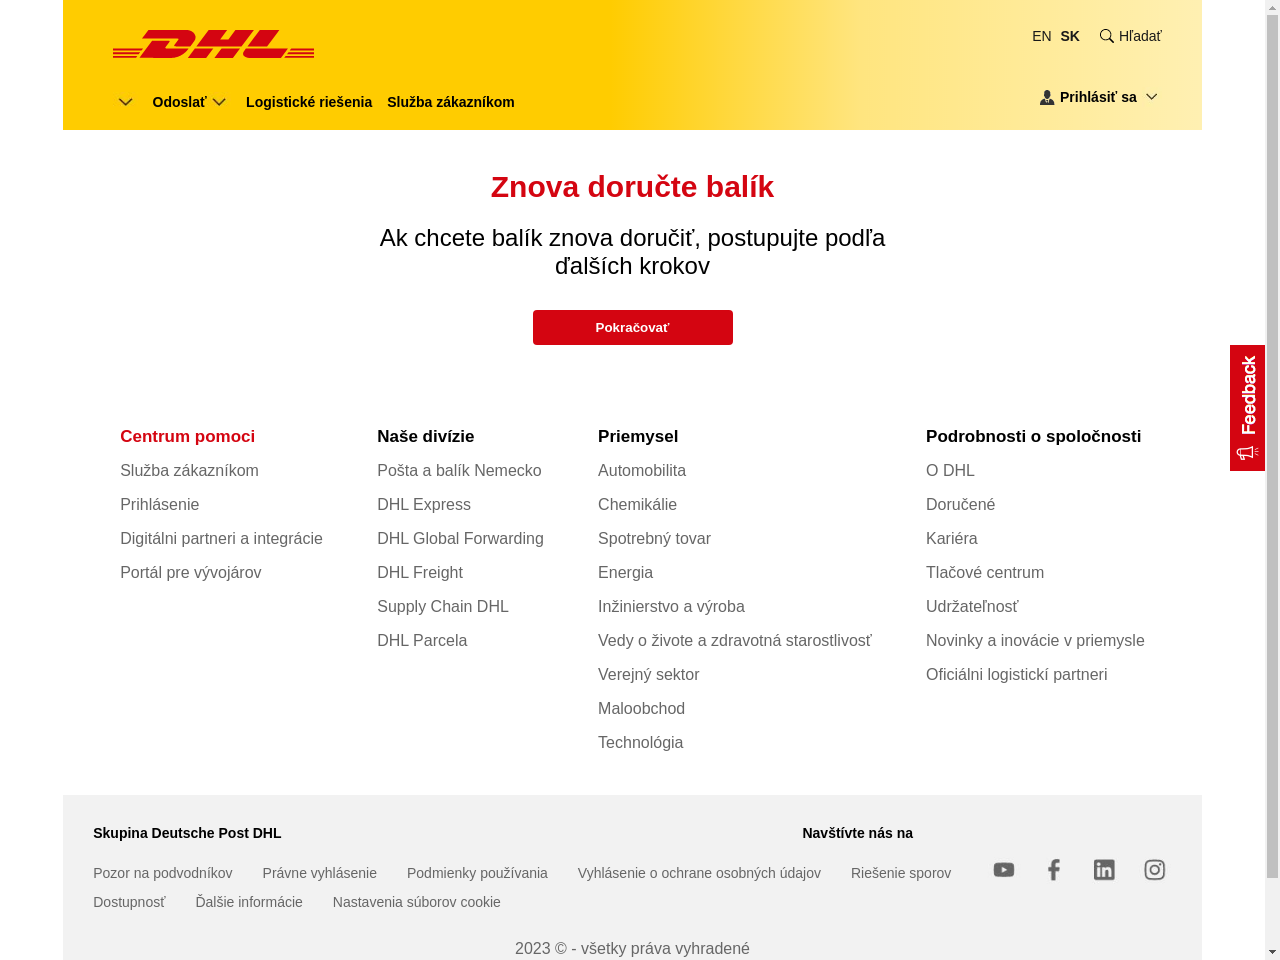 DHL
EN SK Hľadať
Odoslať Logistické riešenia Služba zákazníkom
Prihlásiť sa
Znova doručte balík
Ak chcete balík znova doručiť, postupujte podľa
ďalších krokov
Pokračovať
Feedback
Centrum pomoci
Služba zákazníkom
Prihlásenie
Digitálni partneri a integrácie
Portál pre vývojárov
Naše divízie
Pošta a balík Nemecko
DHL Express
DHL Global Forwarding
DHL Freight
Supply Chain DHL
DHL Parcela
Priemysel
Automobilita
Chemikálie
Spotrebný tovar
Energia
Inžinierstvo a výroba
Vedy o živote a zdravotná starostlivosť
Verejný sektor
Maloobchod
Technológia
Podrobnosti o spoločnosti
O DHL
Doručené
Kariéra
Tlačové centrum
Udržateľnosť
Novinky a inovácie v priemysle
Oficiálni logistickí partneri
Skupina Deutsche Post DHL
Navštívte nás na
Pozor na podvodníkov Právne vyhlásenie Podmienky používania Vyhlásenie o ochrane osobných údajov Riešenie sporov
Dostupnosť Ďalšie informácie Nastavenia súborov cookie
2023 © - všetky práva vyhradené